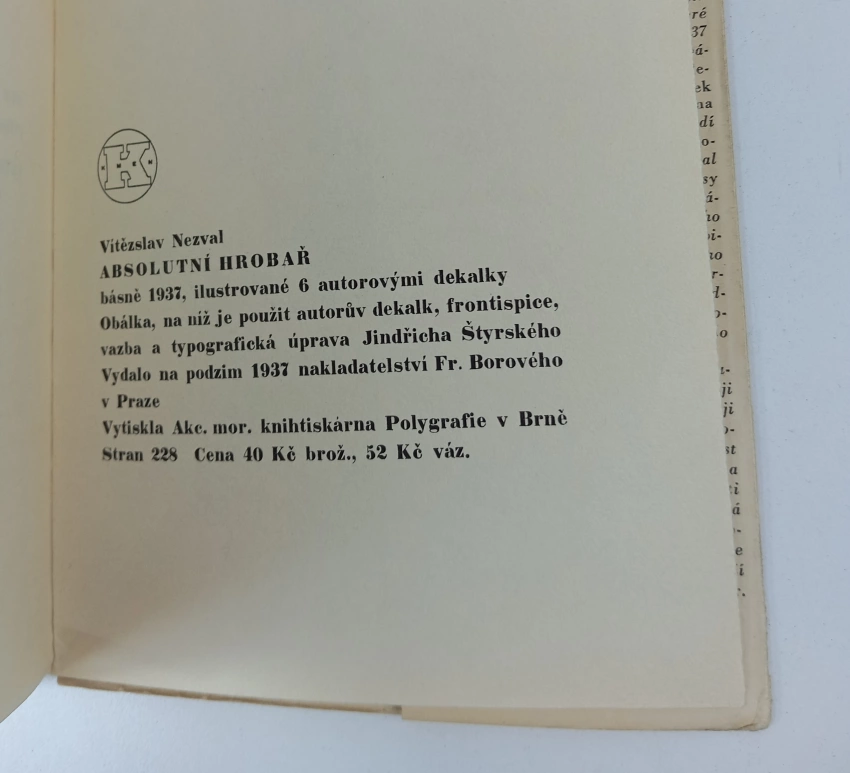 K
Vítězslav Nezval
ABSOLUTNÍ HROBAŘ
básně 1937, ilustrované 6 autorovými dekalky
Obálka, na níž je použit autorův dekalk, frontispice,
vazba a typografická úprava Jindřicha Štyrského
Vydalo na podzim 1937 nakladatelství Fr. Borového
v Praze
Vytiskla Akc. mor. knihtiskárna Polygrafie v Brně
Stran 228 Cena 40 Kč brož., 52 Kč váz.